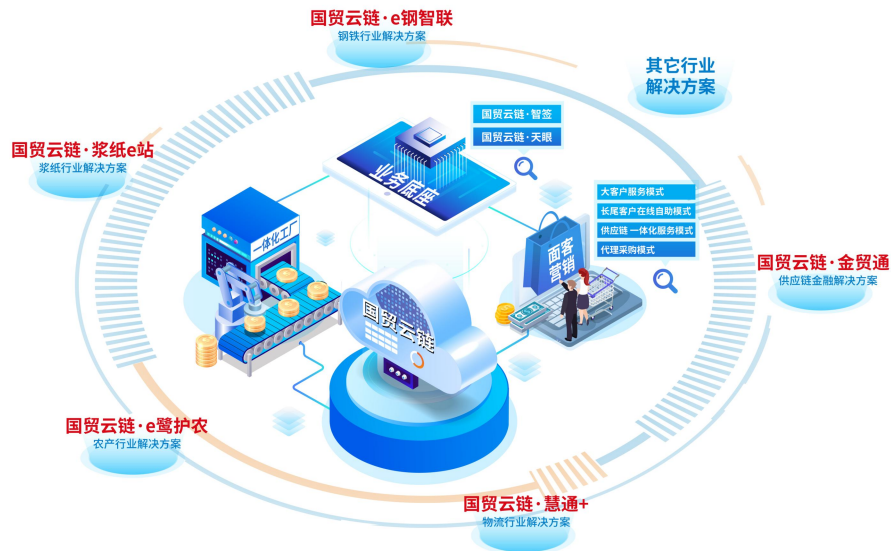 国贸云链·e钢智联
钢铁行业解决方案
其它行业
解决方案
国贸云链·智签
国贸云链·天眼
国贸云链·浆纸e站
浆纸行业解决方案
业务底座
大客户服务模式
长尾客户在线自助模式
供应链一体化服务模式
代理采购模式
一体化工厂
面客
营销
国贸云链·金贸通
供应链金融解决方案
国贸云链
国贸云链·e鹭护农
农产行业解决方案
国贸云链·慧通+
物流行业解决方案